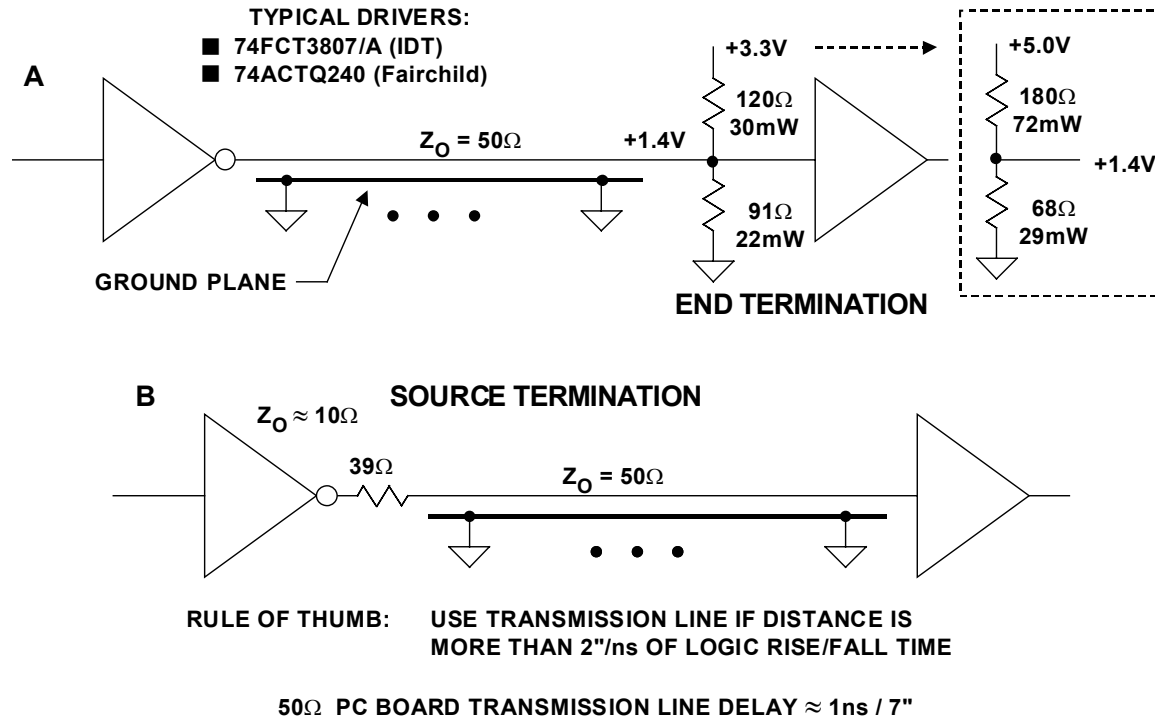 TYPICAL DRIVERS:
■ 74FCT3807/A (IDT)
■ 74ACTQ240 (Fairchild)
A
+3.3V
+5.0V
120Ω
30mW
180Ω
72mW
Z_O = 50Ω
+1.4V
+1.4V
91Ω
22mW
68Ω
29mW
GROUND PLANE
END TERMINATION
B
SOURCE TERMINATION
Z_O ≈ 10Ω
39Ω
Z_O = 50Ω
RULE OF THUMB: USE TRANSMISSION LINE IF DISTANCE IS
MORE THAN 2"/ns OF LOGIC RISE/FALL TIME
50Ω PC BOARD TRANSMISSION LINE DELAY ≈ 1ns / 7"